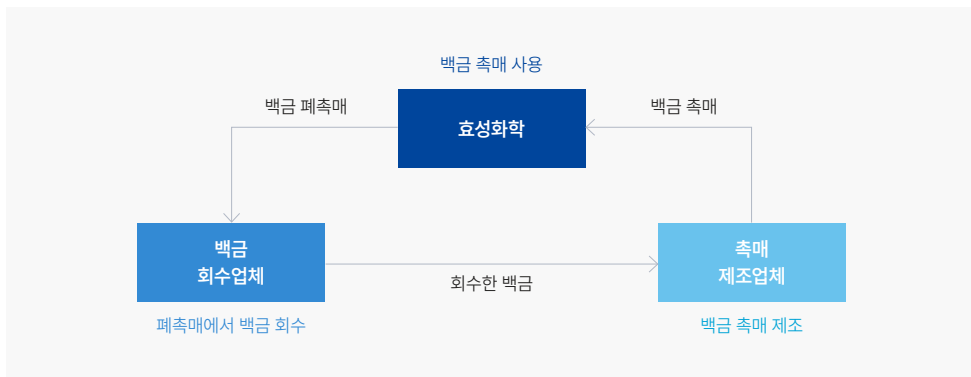 백금 촉매 사용
백금 폐촉매
백금 촉매
효성화학
백금
회수업체
촉매
제조업체
회수한 백금
폐촉매에서 백금 회수
백금 촉매 제조